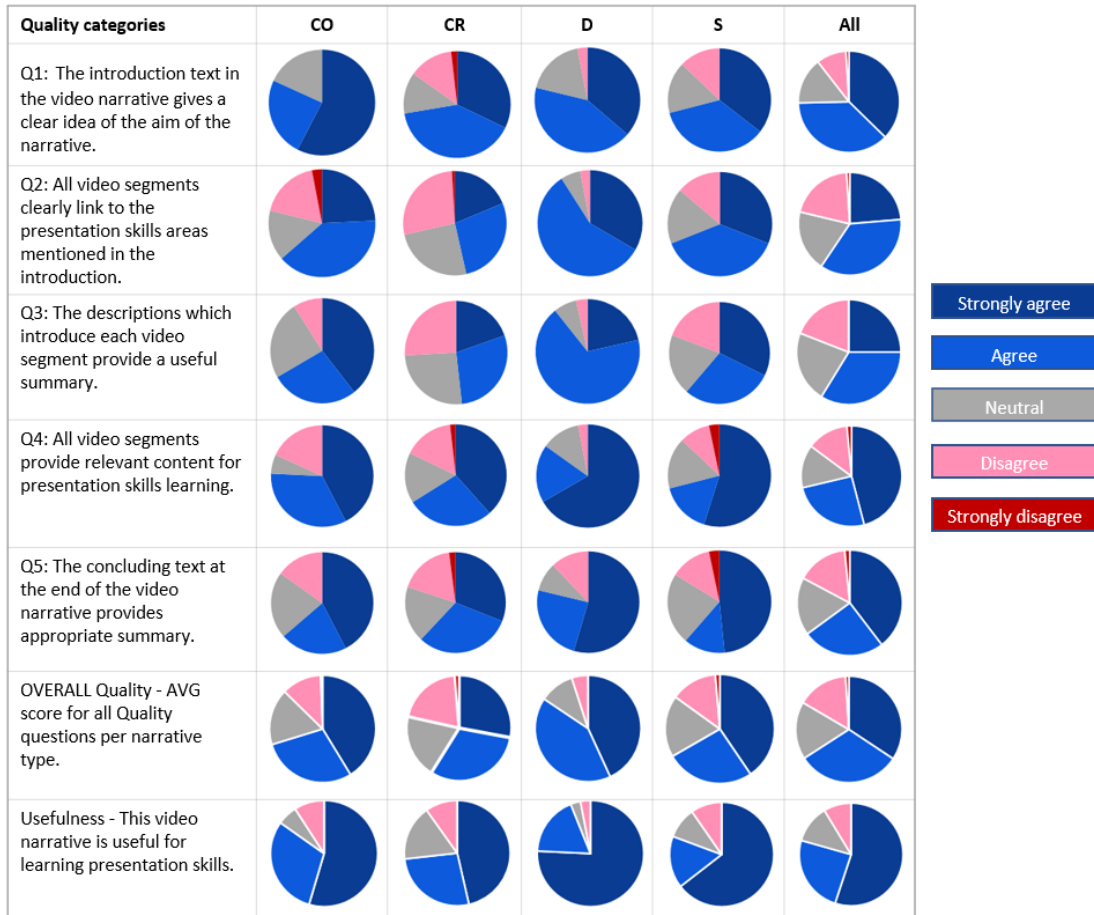 Quality categories CO CR D S All
Q1: The introduction text in
the video narrative gives a
clear idea of the aim of the
narrative.
Q2: All video segments
clearly link to the
presentation skills areas
mentioned in the
introduction.
Q3: The descriptions which
introduce each video
segment provide a useful
summary.
Q4: All video segments
provide relevant content for
presentation skills learning.
Q5: The concluding text at
the end of the video
narrative provides
appropriate summary.
OVERALL Quality - AVG
score for all Quality
questions per narrative
type.
Usefulness - This video
narrative is useful for
learning presentation skills.
Strongly agree
Agree
Neutral
Disagree
Strongly disagree